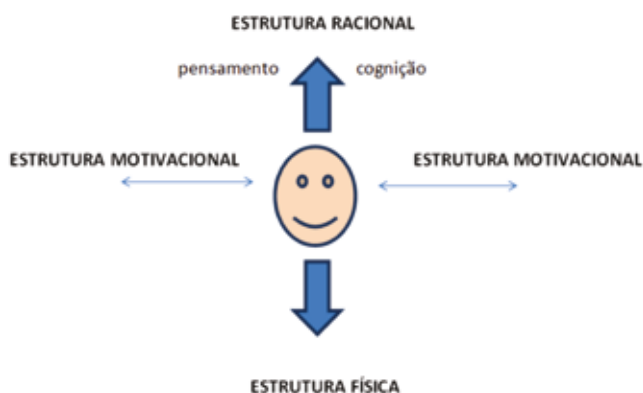 ESTRUTURA RACIONAL
pensamento cognição
ESTRUTURA MOTIVACIONAL ESTRUTURA MOTIVACIONAL
ESTRUTURA FÍSICA